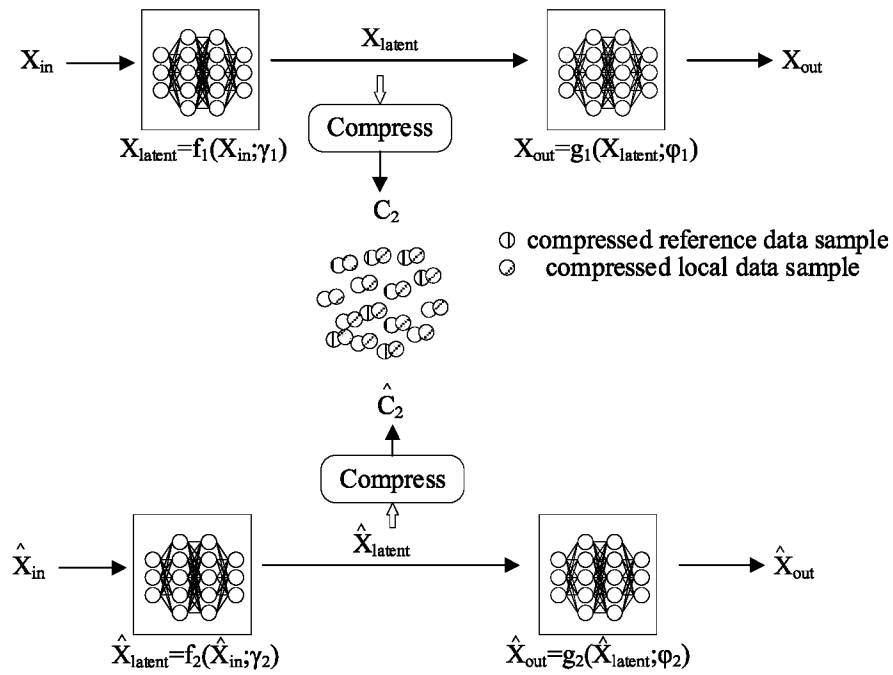 X_in
X_latent
X_out
Compress
X_latent=f_1(X_in;γ_1)
X_out=g_1(X_latent;φ_1)
C_2
compressed reference data sample
compressed local data sample
Ĉ_2
Compress
X̂_in
X̂_latent
X̂_out
X̂_latent=f_2(X̂_in;γ_2)
X̂_out=g_2(X̂_latent;φ_2)